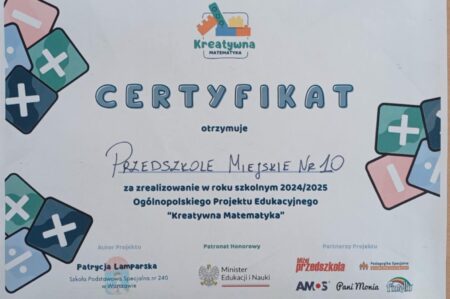 Kreatywna
MATEMATYKA
CERTYFIKAT
otrzymuje
PRZEDSZKOLE MIEJSKIE NR 10
za zrealizowanie w roku szkolnym 2024/2025
Ogólnopolskiego Projektu Edukacyjnego
"Kreatywna Matematyka"
Autor Projektu
Patronat Honorowy
Partnerzy Projektu
Patrycja Lamparska
Szkoła Podstawowa Specjalna nr 240
w Warszawie
Minister
Edukacji i Nauki
przedszkola
Pedagogika Specjalna
AMOS
Pani Monia